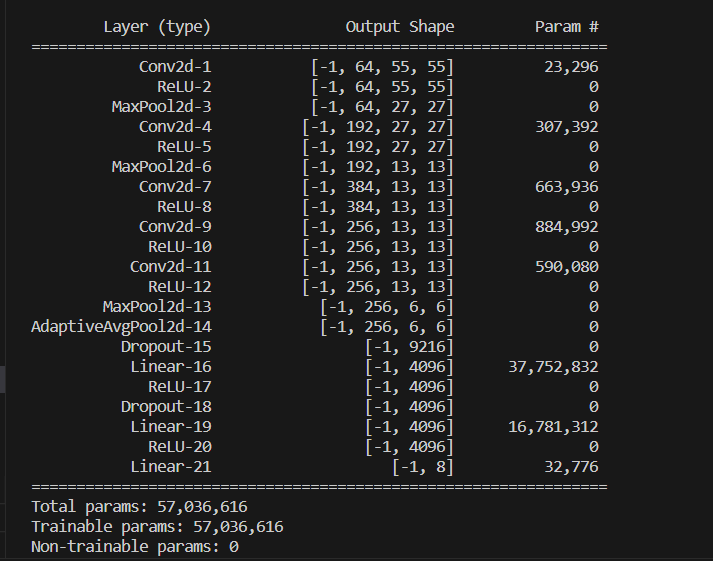 Layer (type) Output Shape Param #
================================================================
Conv2d-1 [-1, 64, 55, 55] 23,296
ReLU-2 [-1, 64, 55, 55] 0
MaxPool2d-3 [-1, 64, 27, 27] 0
Conv2d-4 [-1, 192, 27, 27] 307,392
ReLU-5 [-1, 192, 27, 27] 0
MaxPool2d-6 [-1, 192, 13, 13] 0
Conv2d-7 [-1, 384, 13, 13] 663,936
ReLU-8 [-1, 384, 13, 13] 0
Conv2d-9 [-1, 256, 13, 13] 884,992
ReLU-10 [-1, 256, 13, 13] 0
Conv2d-11 [-1, 256, 13, 13] 590,080
ReLU-12 [-1, 256, 13, 13] 0
MaxPool2d-13 [-1, 256, 6, 6] 0
AdaptiveAvgPool2d-14 [-1, 256, 6, 6] 0
Dropout-15 [-1, 9216] 0
Linear-16 [-1, 4096] 37,752,832
ReLU-17 [-1, 4096] 0
Dropout-18 [-1, 4096] 0
Linear-19 [-1, 4096] 16,781,312
ReLU-20 [-1, 4096] 0
Linear-21 [-1, 8] 32,776
================================================================
Total params: 57,036,616
Trainable params: 57,036,616
Non-trainable params: 0